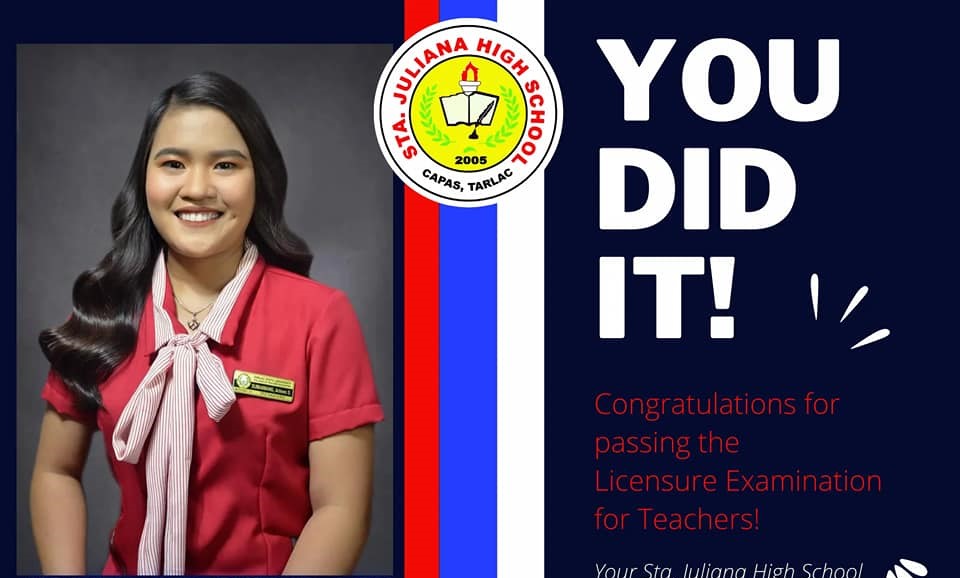 STA. JULIANA HIGH SCHOOL
2005
CAPAS, TARLAC
YOU
DID
IT!
Congratulations for
passing the
Licensure Examination
for Teachers!
Your Sta. Juliana High School